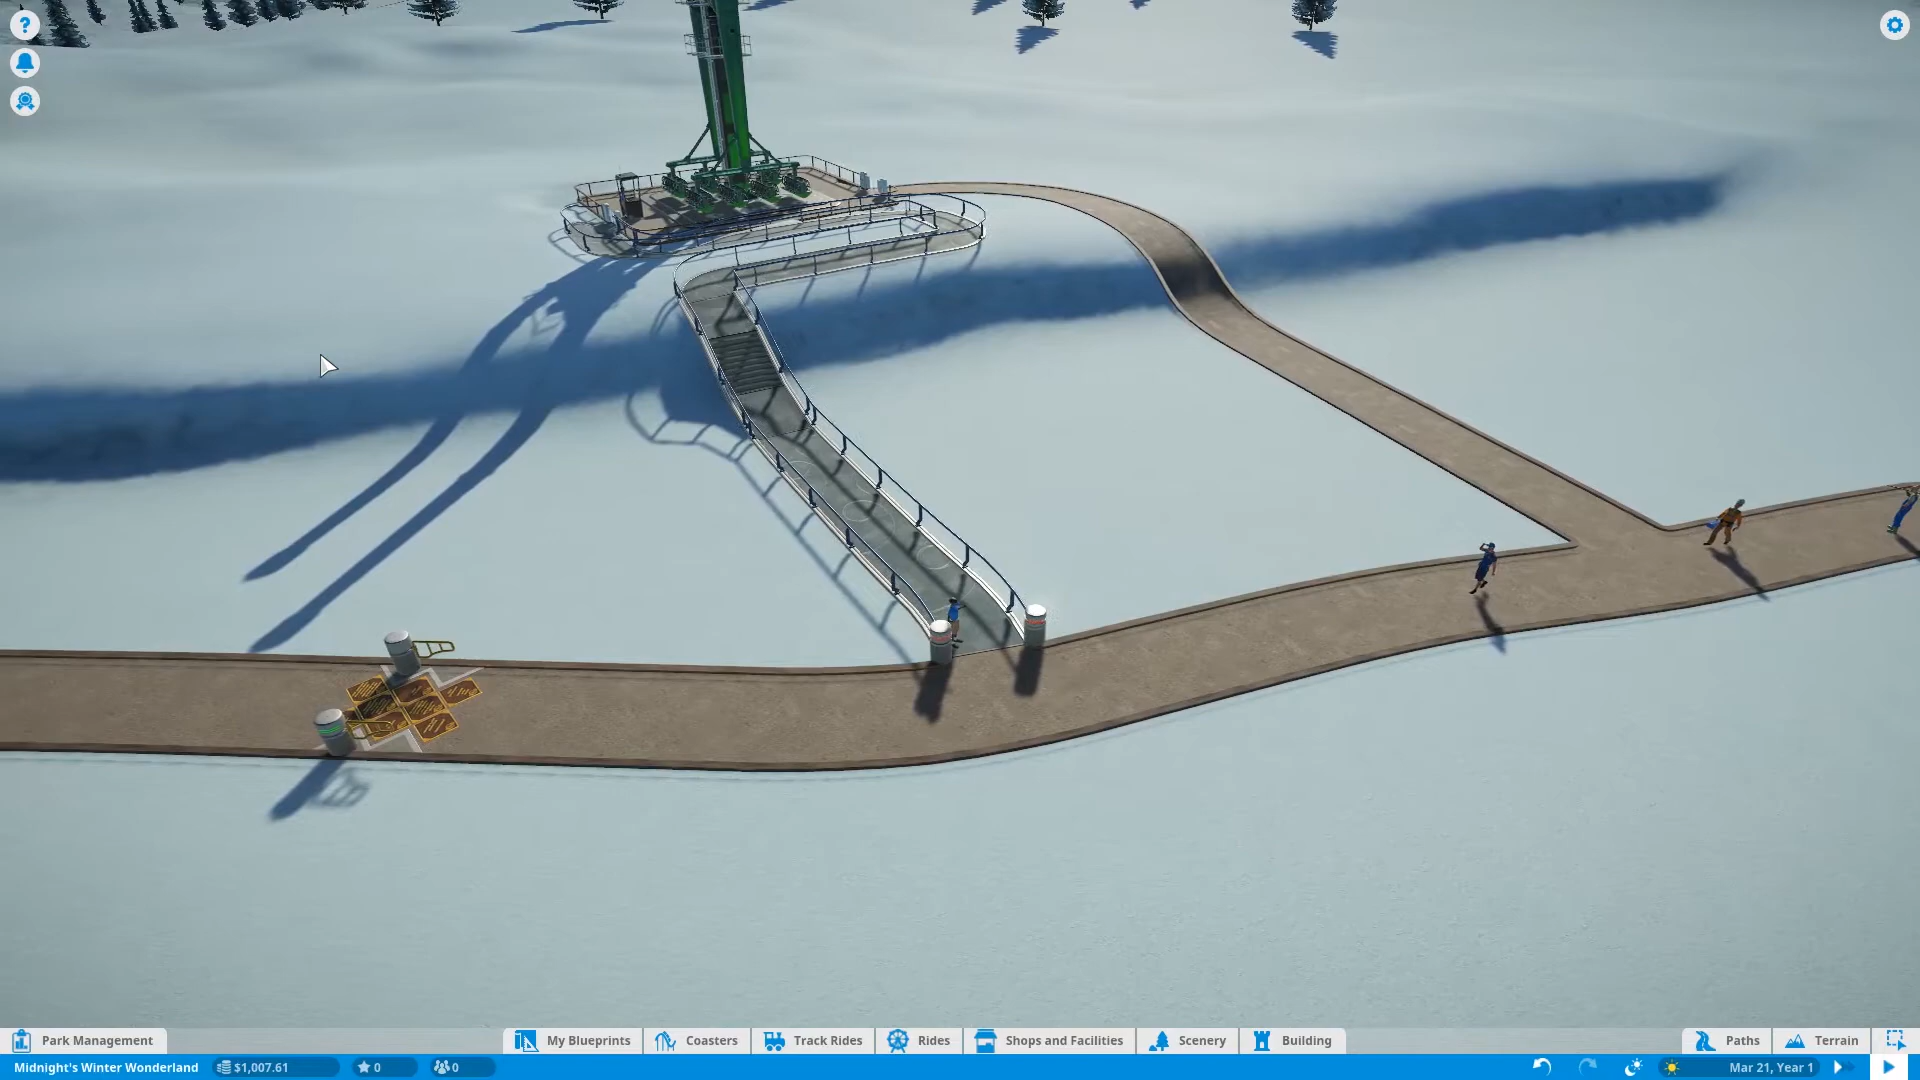 ?
Park Management
My Blueprints
Coasters
Track Rides
Rides
Shops and Facilities
Scenery
Building
Paths
Terrain
Midnight's Winter Wonderland
$1,007.61
0
0
Mar 21, Year 1